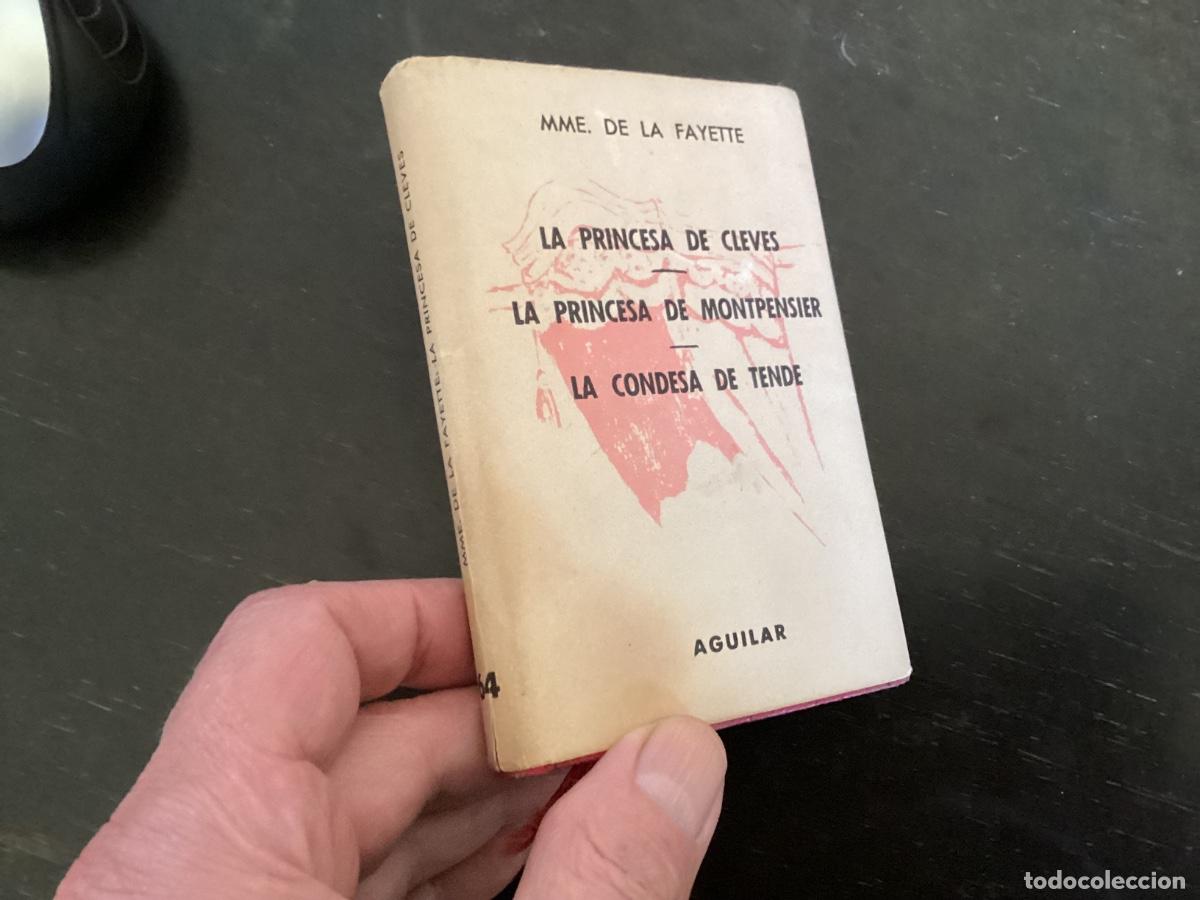 MME. DE LA FAYETTE
LA PRINCESA DE CLEVES
LA PRINCESA DE MONTPENSIER
LA CONDESA DE TENDE
AGUILAR
MME. DE LA FAYETTE-LA PRINCESA DE CLEVES
64
todocoleccion